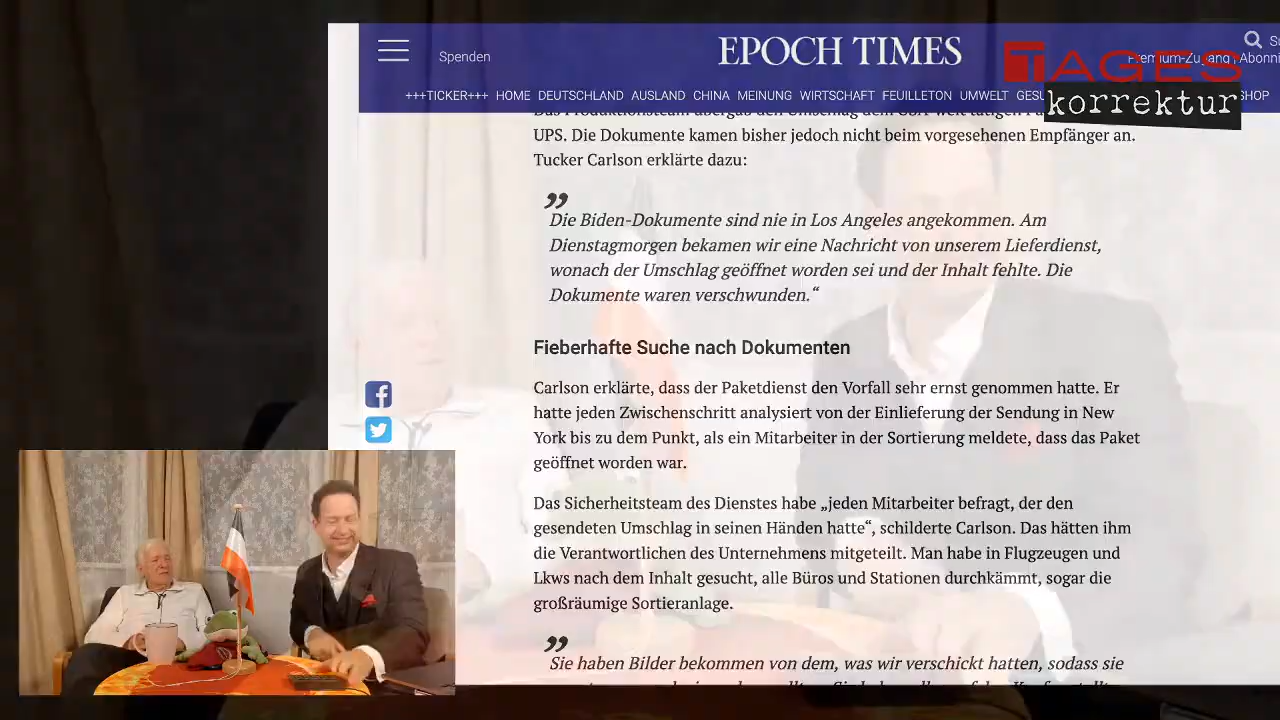 EPOCH TIMES
Spenden
Premium-Zugang | Abonni
TAGES
korrektur
+++TICKER+++ HOME DEUTSCHLAND AUSLAND CHINA MEINUNG WIRTSCHAFT FEUILLETON UMWELT GESU SHOP
UPS. Die Dokumente kamen bisher jedoch nicht beim vorgesehenen Empfänger an.
Tucker Carlson erklärte dazu:
”
Die Biden-Dokumente sind nie in Los Angeles angekommen. Am
Dienstagmorgen bekamen wir eine Nachricht von unserem Lieferdienst,
wonach der Umschlag geöffnet worden sei und der Inhalt fehlte. Die
Dokumente waren verschwunden.“
Fieberhafte Suche nach Dokumenten
Carlson erklärte, dass der Paketdienst den Vorfall sehr ernst genommen hatte. Er
hatte jeden Zwischenschritt analysiert von der Einlieferung der Sendung in New
York bis zu dem Punkt, als ein Mitarbeiter in der Sortierung meldete, dass das Paket
geöffnet worden war.
Das Sicherheitsteam des Dienstes habe „jeden Mitarbeiter befragt, der den
gesendeten Umschlag in seinen Händen hatte“, schilderte Carlson. Das hätten ihm
die Verantwortlichen des Unternehmens mitgeteilt. Man habe in Flugzeugen und
Lkws nach dem Inhalt gesucht, alle Büros und Stationen durchkämmt, sogar die
großräumige Sortieranlage.
”
Sie haben Bilder bekommen von dem, was wir verschickt hatten, sodass sie